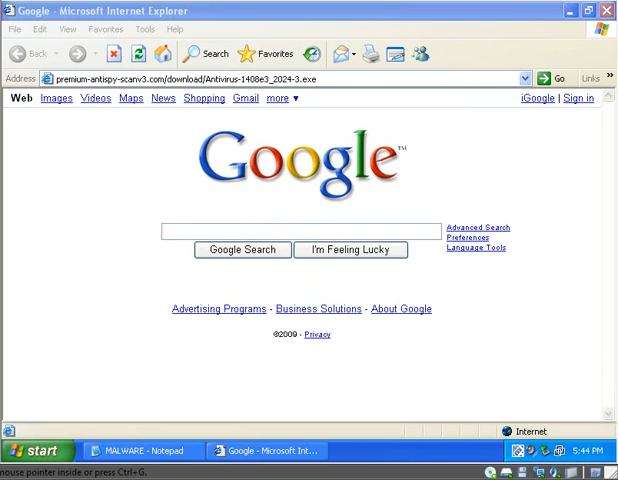 Google - Microsoft Internet Explorer
File Edit View Favorites Tools Help
Back Search Favorites
Address premium-antispy-scanv3.com/download/Antivirus-1408e3_2024-3.exe Go Links »
Web Images Videos Maps News Shopping Gmail more ▼ iGoogle | Sign in
Google™
Advanced Search
Preferences
Language Tools
Google Search I'm Feeling Lucky
Advertising Programs - Business Solutions - About Google
©2009 - Privacy
Internet
start MALWARE - Notepad Google - Microsoft Int... 5:44 PM
mouse pointer inside or press Ctrl+G.